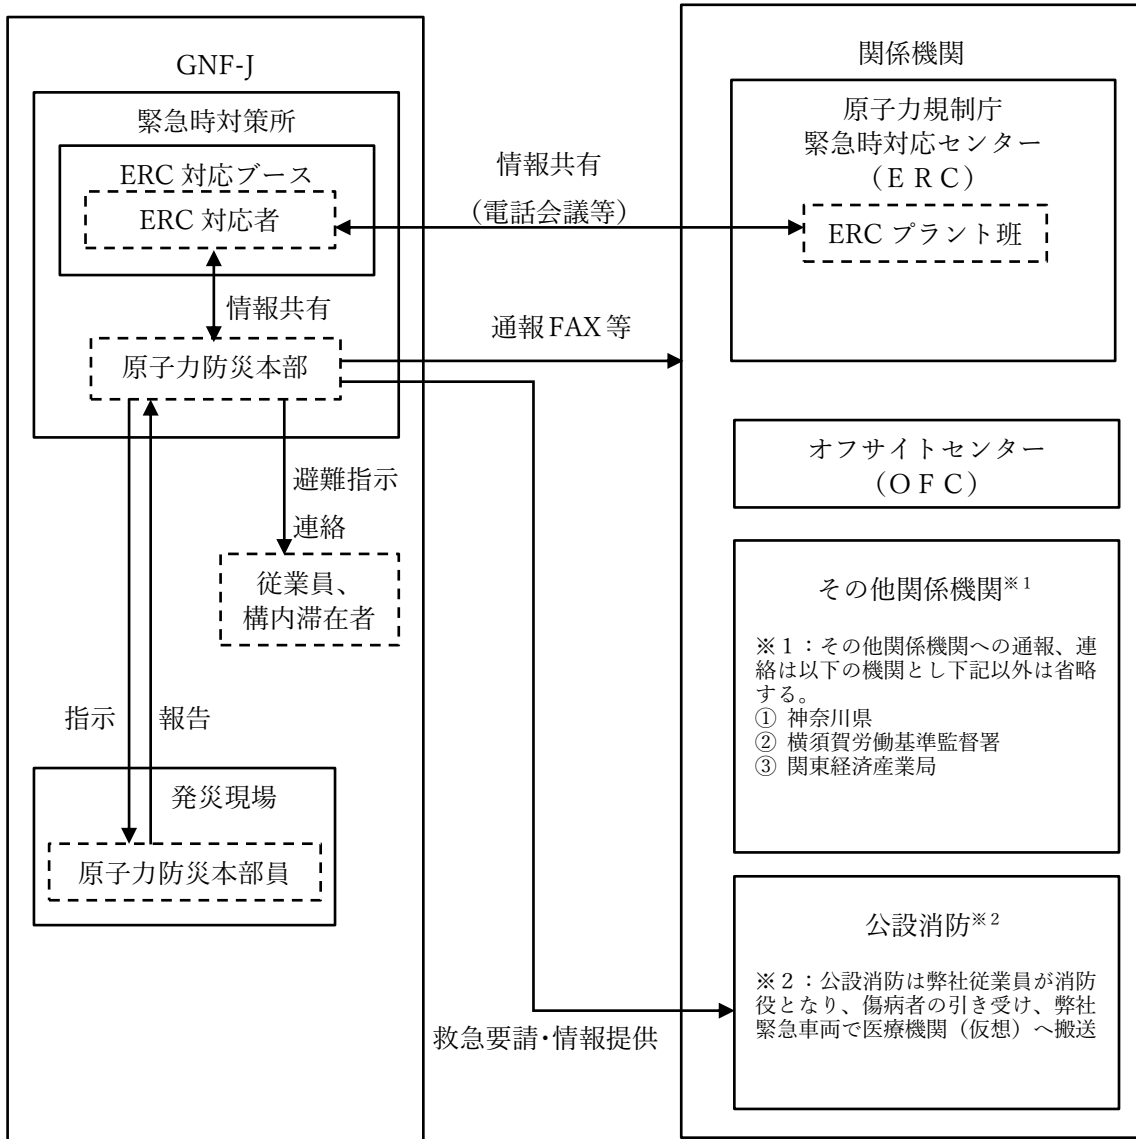 GNF-J
緊急時対策所
ERC 対応ブース
ERC 対応者
情報共有
原子力防災本部
避難指示
連絡
従業員、
構内滞在者
指示
報告
発災現場
原子力防災本部員
情報共有
（電話会議等）
通報 FAX 等
救急要請・情報提供
関係機関
原子力規制庁
緊急時対応センター
（ＥＲＣ）
ERC プラント班
オフサイトセンター
（ＯＦＣ）
その他関係機関※１
※１：その他関係機関への通報、連
絡は以下の機関とし下記以外は省略
する。
① 神奈川県
② 横須賀労働基準監督署
③ 関東経済産業局
公設消防※２
※２：公設消防は弊社従業員が消防
役となり、傷病者の引き受け、弊社
緊急車両で医療機関（仮想）へ搬送